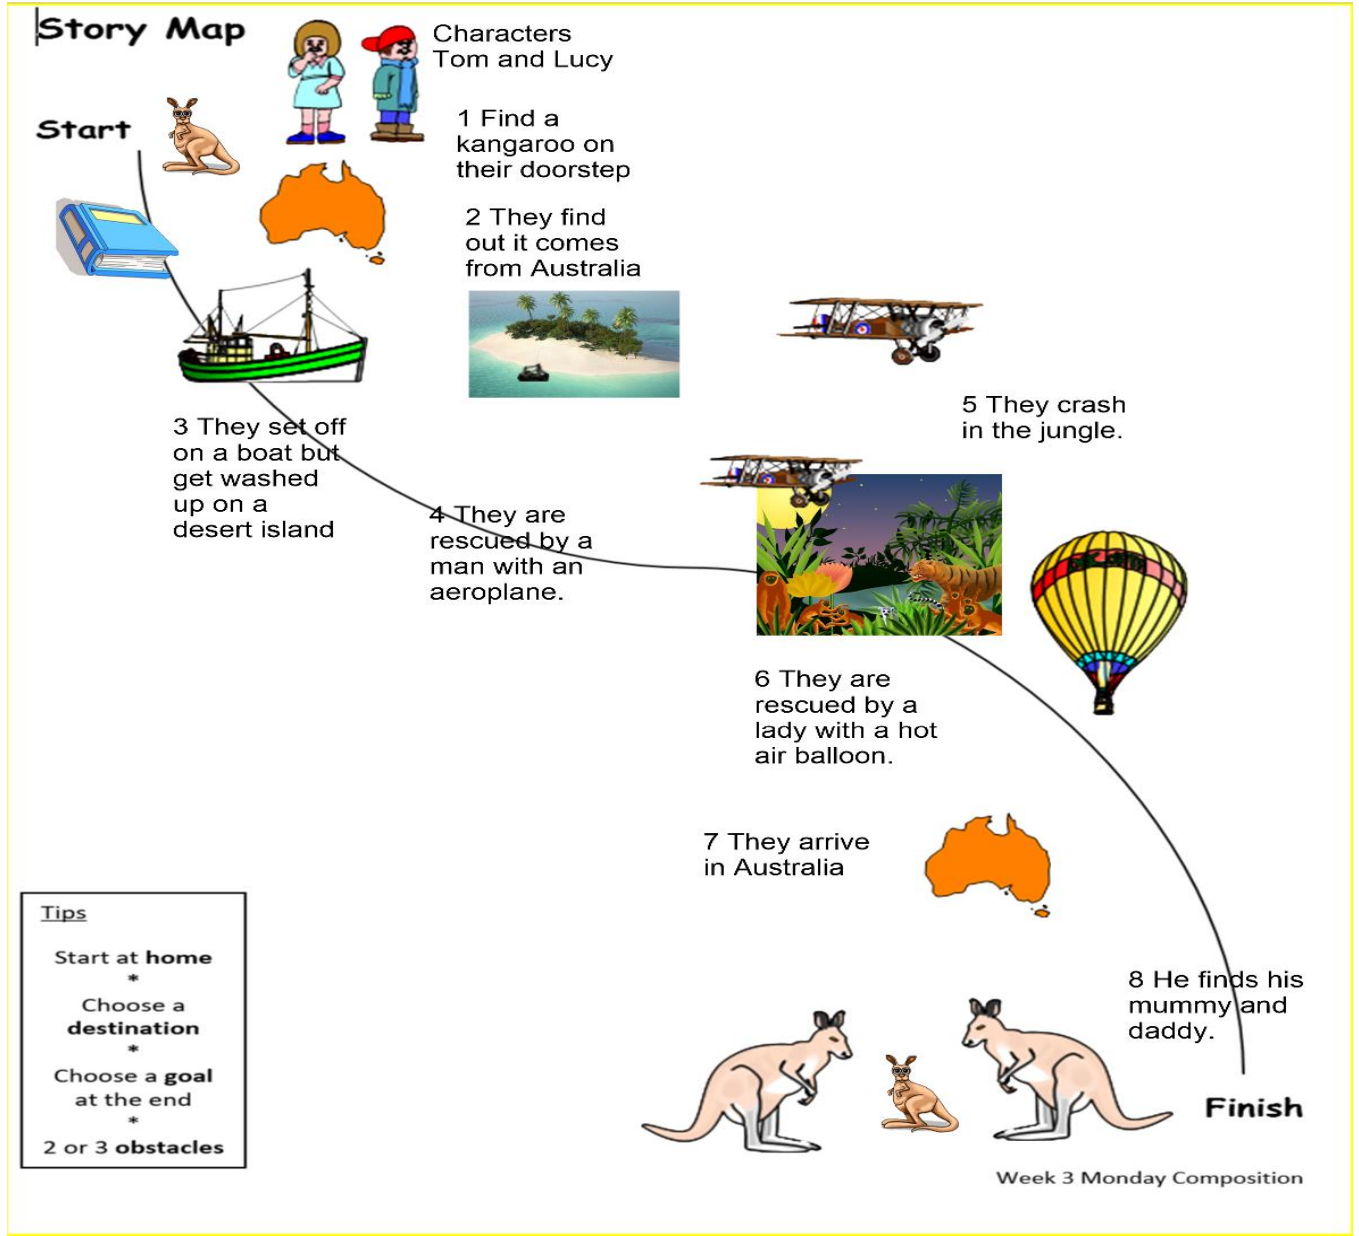 Story Map
Characters
Tom and Lucy
Start
1 Find a
kangaroo on
their doorstep
2 They find
out it comes
from Australia
3 They set off
on a boat but
get washed
up on a
desert island
4 They are
rescued by a
man with an
aeroplane.
5 They crash
in the jungle.
6 They are
rescued by a
lady with a hot
air balloon.
7 They arrive
in Australia
8 He finds his
mummy and
daddy.
Finish
Tips
Start at home
*
Choose a
destination
*
Choose a goal
at the end
*
2 or 3 obstacles
Week 3 Monday Composition